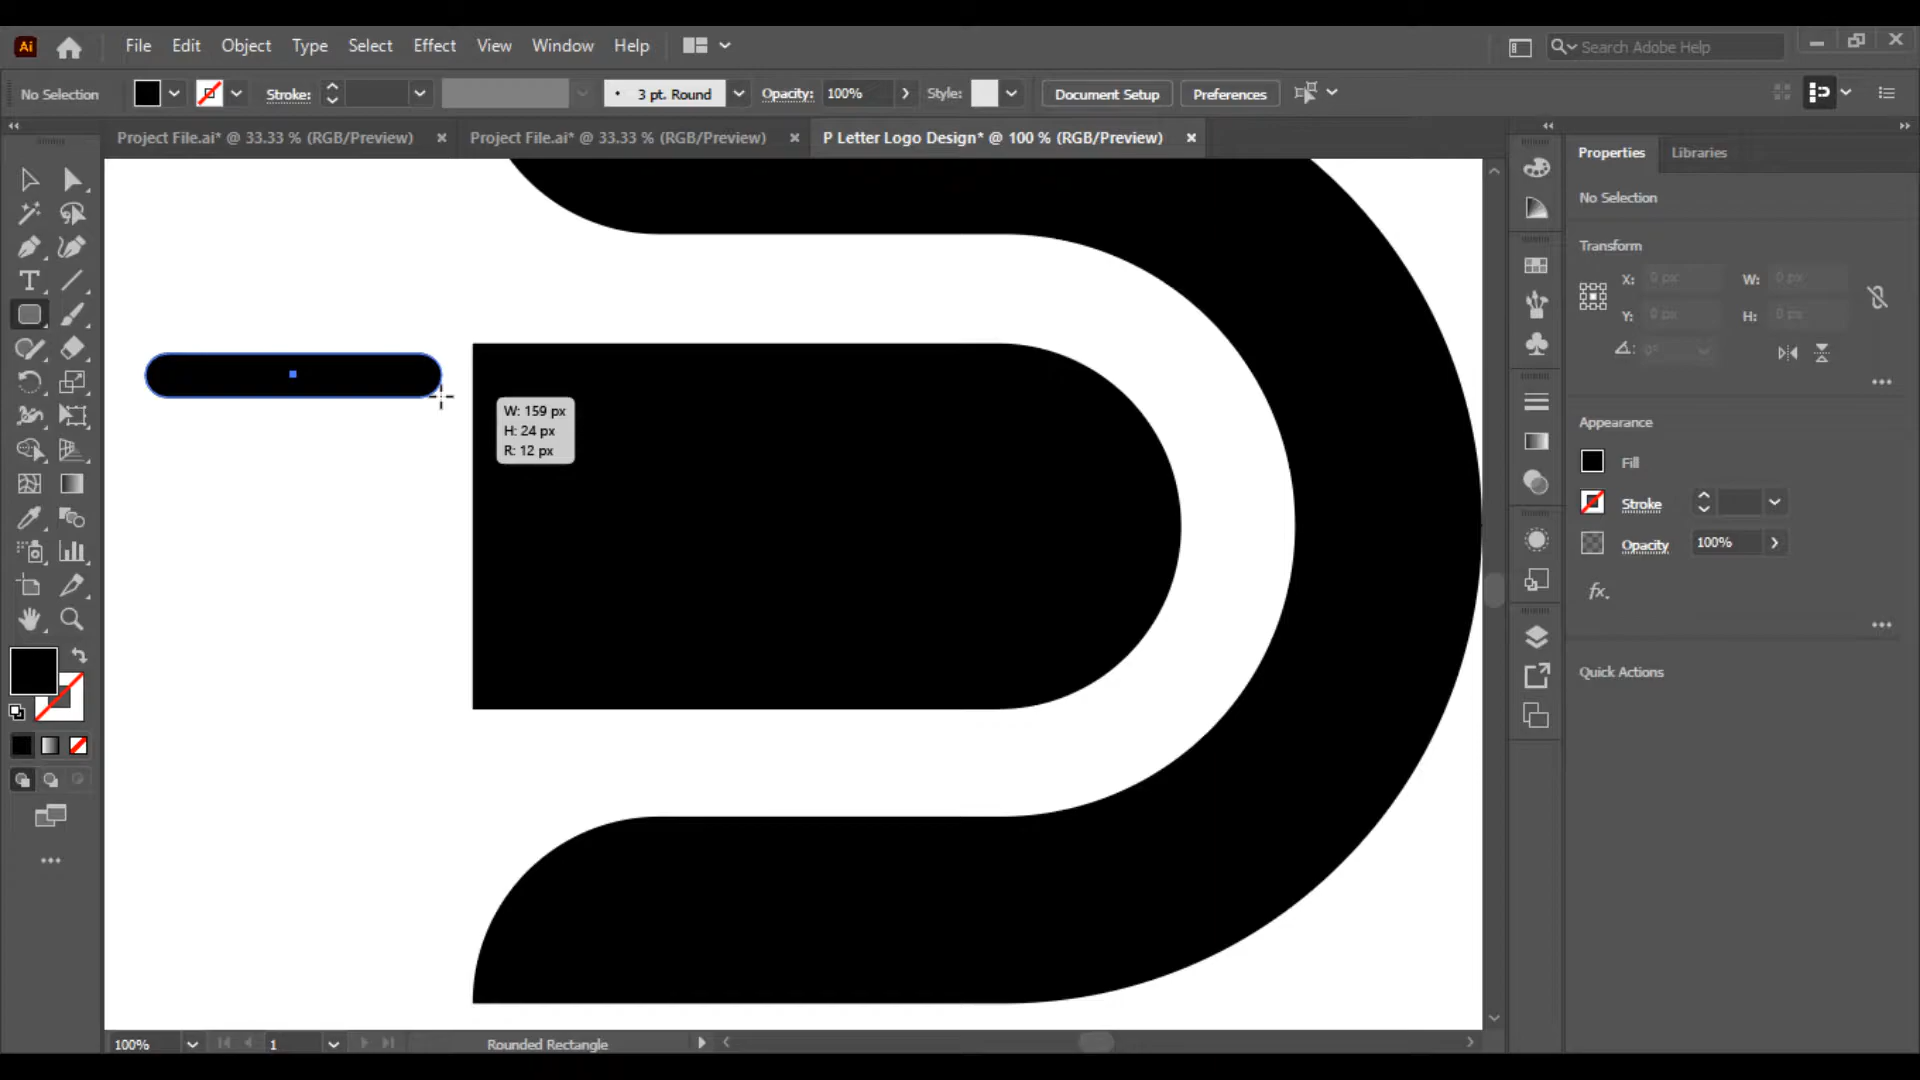 Ai
File Edit Object Type Select Effect View Window Help
Search Adobe Help
No Selection
Stroke:
3 pt. Round
Opacity: 100%
Style:
Document Setup
Preferences
Project File.ai* @ 33.33 % (RGB/Preview)
Project File.ai* @ 33.33 % (RGB/Preview)
P Letter Logo Design* @ 100 % (RGB/Preview)
Properties
Libraries
No Selection
Transform
X: 0 px W: 0 px
Y: 0 px H: 0 px
0°
W: 159 px
H: 24 px
R: 12 px
Appearance
Fill
Stroke
Opacity 100%
fx.
Quick Actions
100%
1
Rounded Rectangle